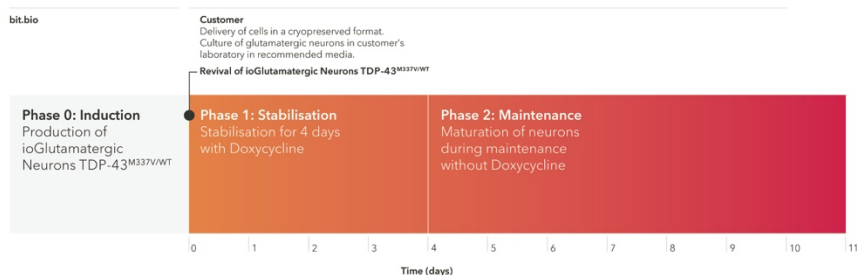 bit.bio
Customer
Delivery of cells in a cryopreserved format.
Culture of glutamatergic neurons in customer's
laboratory in recommended media.
Revival of ioGlutamatergic Neurons TDP-43M337V/WT
Phase 0: Induction
Production of
ioGlutamatergic
Neurons TDP-43M337V/WT
Phase 1: Stabilisation
Stabilisation for 4 days
with Doxycycline
Phase 2: Maintenance
Maturation of neurons
during maintenance
without Doxycycline
0 1 2 3 4 5 6 7 8 9 10 11
Time (days)